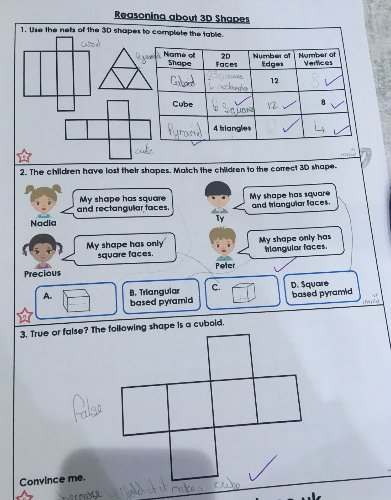 Reasoning about 3D Shapes
1. Use the nets of the 3D shapes to complete the table.
Name of Shape
2D Faces
Number of Edges
Number of Vertices
Cuboid
12
8
Cube
6 squares
12
8
Pyramid
4 triangles
4
cube
2. The children have lost their shapes. Match the children to the correct 3D shape.
My shape has square
and rectangular faces.
Nadia
My shape has square
and triangular faces.
Ty
My shape has only
square faces.
Precious
My shape only has
triangular faces.
Peter
A.
B. Triangular
based pyramid
C.
D. Square
based pyramid
3. True or false? The following shape is a cuboid.
False
Convince me.
cube